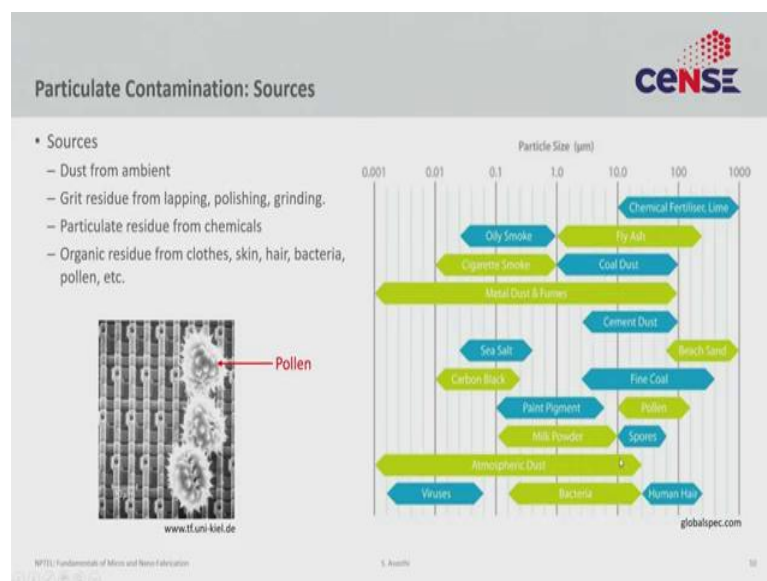 CeNSE
Particulate Contamination: Sources
• Sources
– Dust from ambient
– Grit residue from lapping, polishing, grinding.
– Particulate residue from chemicals
– Organic residue from clothes, skin, hair, bacteria,
pollen, etc.
Pollen
www.tf.uni-kiel.de
Particle Size (µm)
0.001 0.01 0.1 1.0 10.0 100 1000
Chemical Fertiliser, Lime
Oily Smoke Fly Ash
Cigarette Smoke Coal Dust
Metal Dust & Fumes
Cement Dust
Sea Salt Beach Sand
Carbon Black Fine Coal
Paint Pigment Pollen
Milk Powder Spores
Atmospheric Dust
Viruses Bacteria Human Hair
globalspec.com
NPTEL: Fundamentals of Micro and Nano Fabrication
S. Avasthi